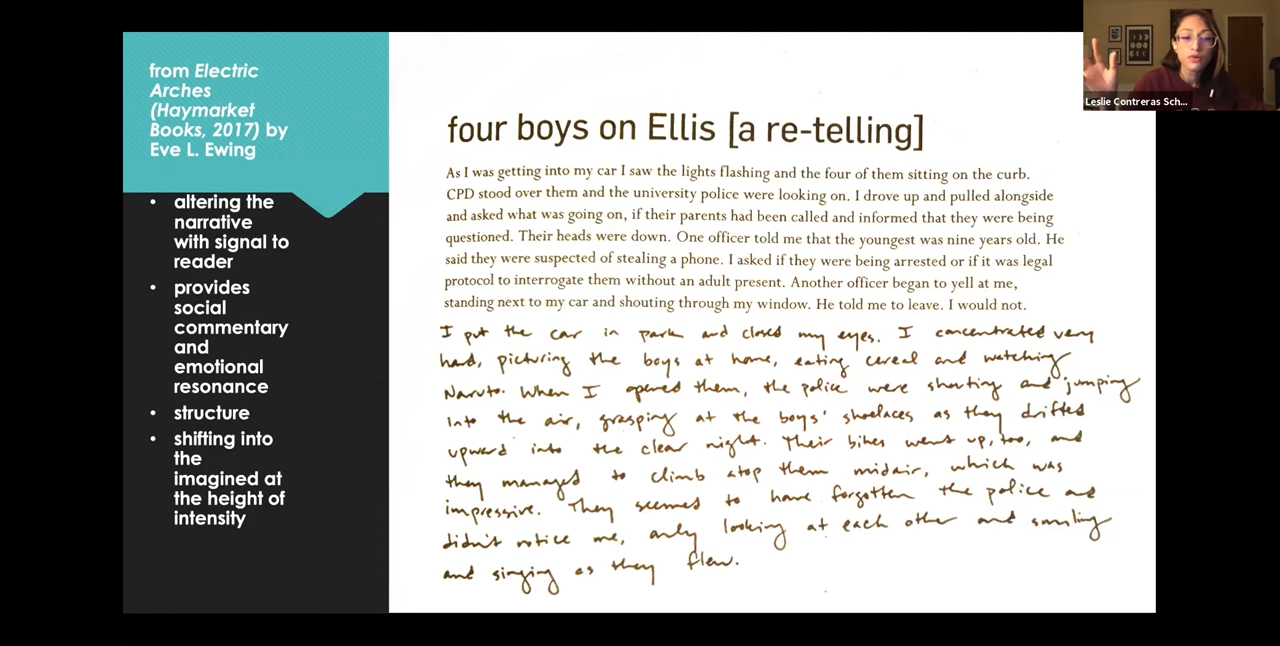 from Electric
Arches
(Haymarket
Books, 2017) by
Eve L. Ewing
• altering the
narrative
with signal to
reader
• provides
social
commentary
and
emotional
resonance
• structure
• shifting into
the
imagined at
the height of
intensity
four boys on Ellis [a re-telling]
As I was getting into my car I saw the lights flashing and the four of them sitting on the curb.
CPD stood over them and the university police were looking on. I drove up and pulled alongside
and asked what was going on, if their parents had been called and informed that they were being
questioned. Their heads were down. One officer told me that the youngest was nine years old. He
said they were suspected of stealing a phone. I asked if they were being arrested or if it was legal
protocol to interrogate them without an adult present. Another officer began to yell at me,
standing next to my car and shouting through my window. He told me to leave. I would not.
I put the car in park and closed my eyes. I concentrated very
hard, picturing the boys at home, eating cereal and watching
Naruto. When I opened them, the police were shouting and jumping
into the air, grasping at the boys' shoelaces as they drifted
upward into the clear night. Their bikes went up, too, and
they managed to climb atop them midair, which was
impressive. They seemed to have forgotten the police and
didn't notice me, only looking at each other and smiling
and singing as they flew.
Leslie Contreras Sch...